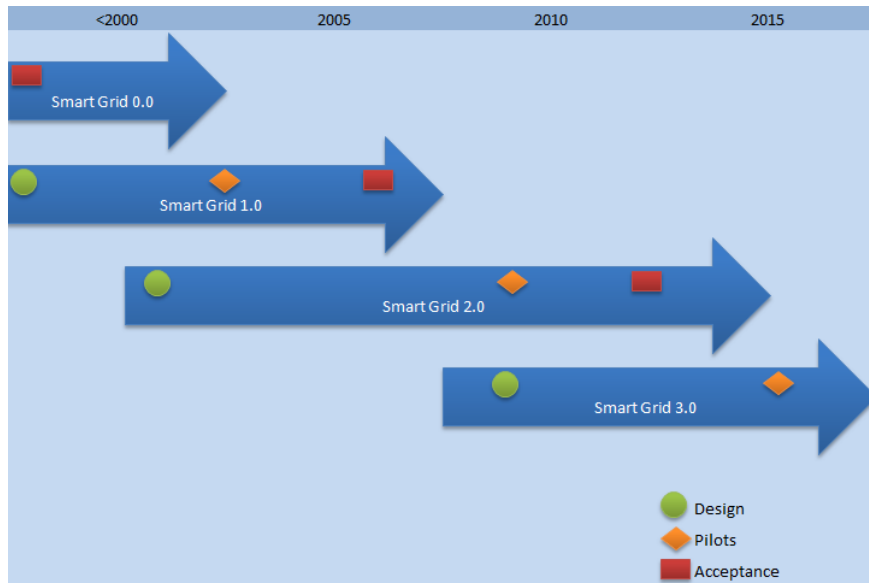 <2000 2005 2010 2015
Smart Grid 0.0
Smart Grid 1.0
Smart Grid 2.0
Smart Grid 3.0
Design
Pilots
Acceptance